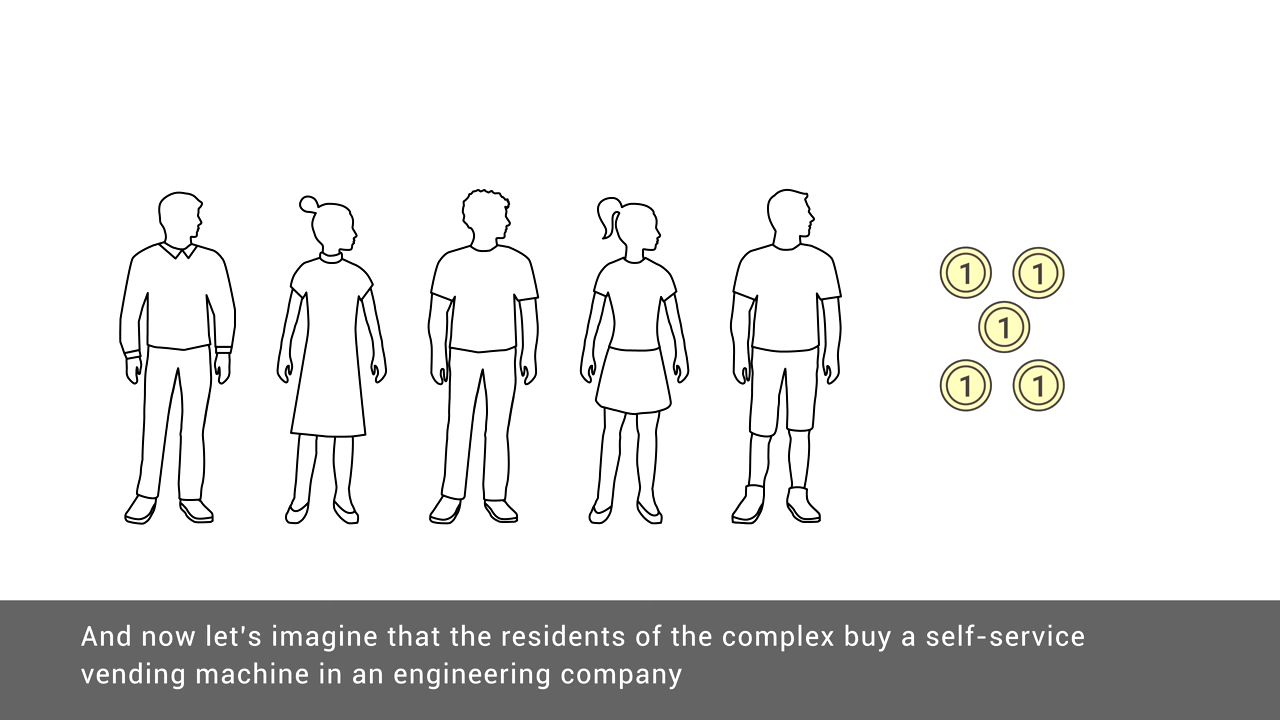 1 1
1
1 1
And now let's imagine that the residents of the complex buy a self-service
vending machine in an engineering company